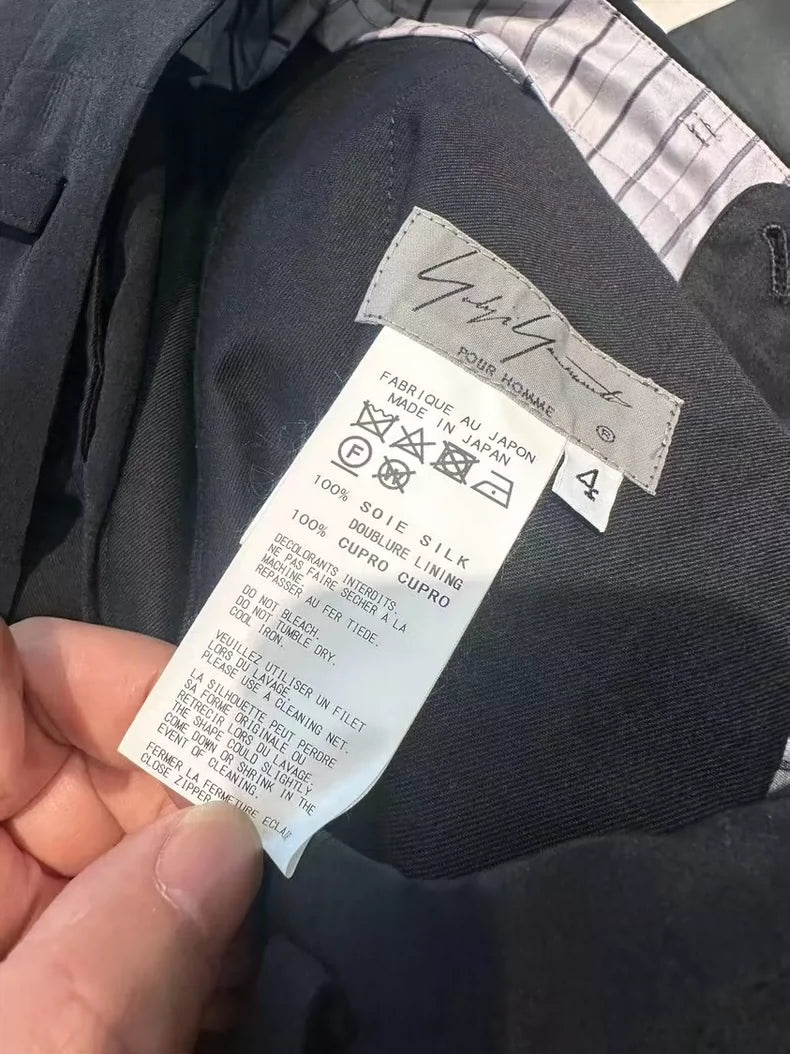 Yohji Yamamoto
POUR HOMME
®
4
FABRIQUE AU JAPON
MADE IN JAPAN
F
W
100% SOIE SILK
DOUBLURE LINING
100% CUPRO CUPRO
DECOLORANTS INTERDITS.
NE PAS FAIRE SECHER À LA
MACHINE.
REPASSER AU FER TIEDE.
DO NOT BLEACH.
DO NOT TUMBLE DRY.
COOL IRON.
VEUILLEZ UTILISER UN FILET
LORS DU LAVAGE.
PLEASE USE A CLEANING NET.
LA SILHOUETTE PEUT PERDRE
SA FORME ORIGINALE OU
RETRECIR LORS DU LAVAGE.
THE SHAPE COULD SLIGHTLY
COME DOWN OR SHRINK IN THE
EVENT OF CLEANING.
FERMER LA FERMETURE ECLAIR
CLOSE ZIPPER